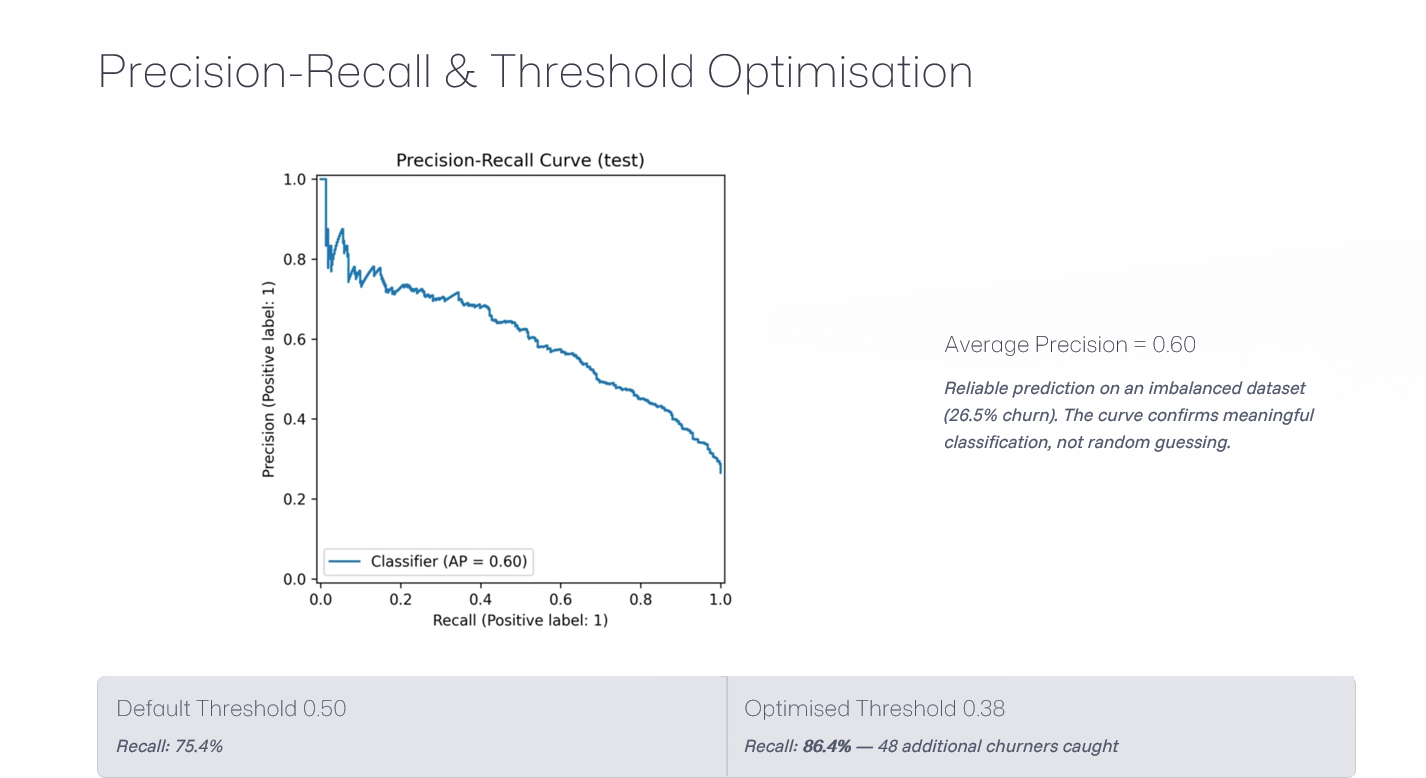 Precision-Recall & Threshold Optimisation
Precision-Recall Curve (test)
1.0
0.8
0.6
0.4
0.2
0.0
Precision (Positive label: 1)
Classifier (AP = 0.60)
0.0 0.2 0.4 0.6 0.8 1.0
Recall (Positive label: 1)
Average Precision = 0.60
Reliable prediction on an imbalanced dataset
(26.5% churn). The curve confirms meaningful
classification, not random guessing.
Default Threshold 0.50
Recall: 75.4%
Optimised Threshold 0.38
Recall: 86.4% — 48 additional churners caught